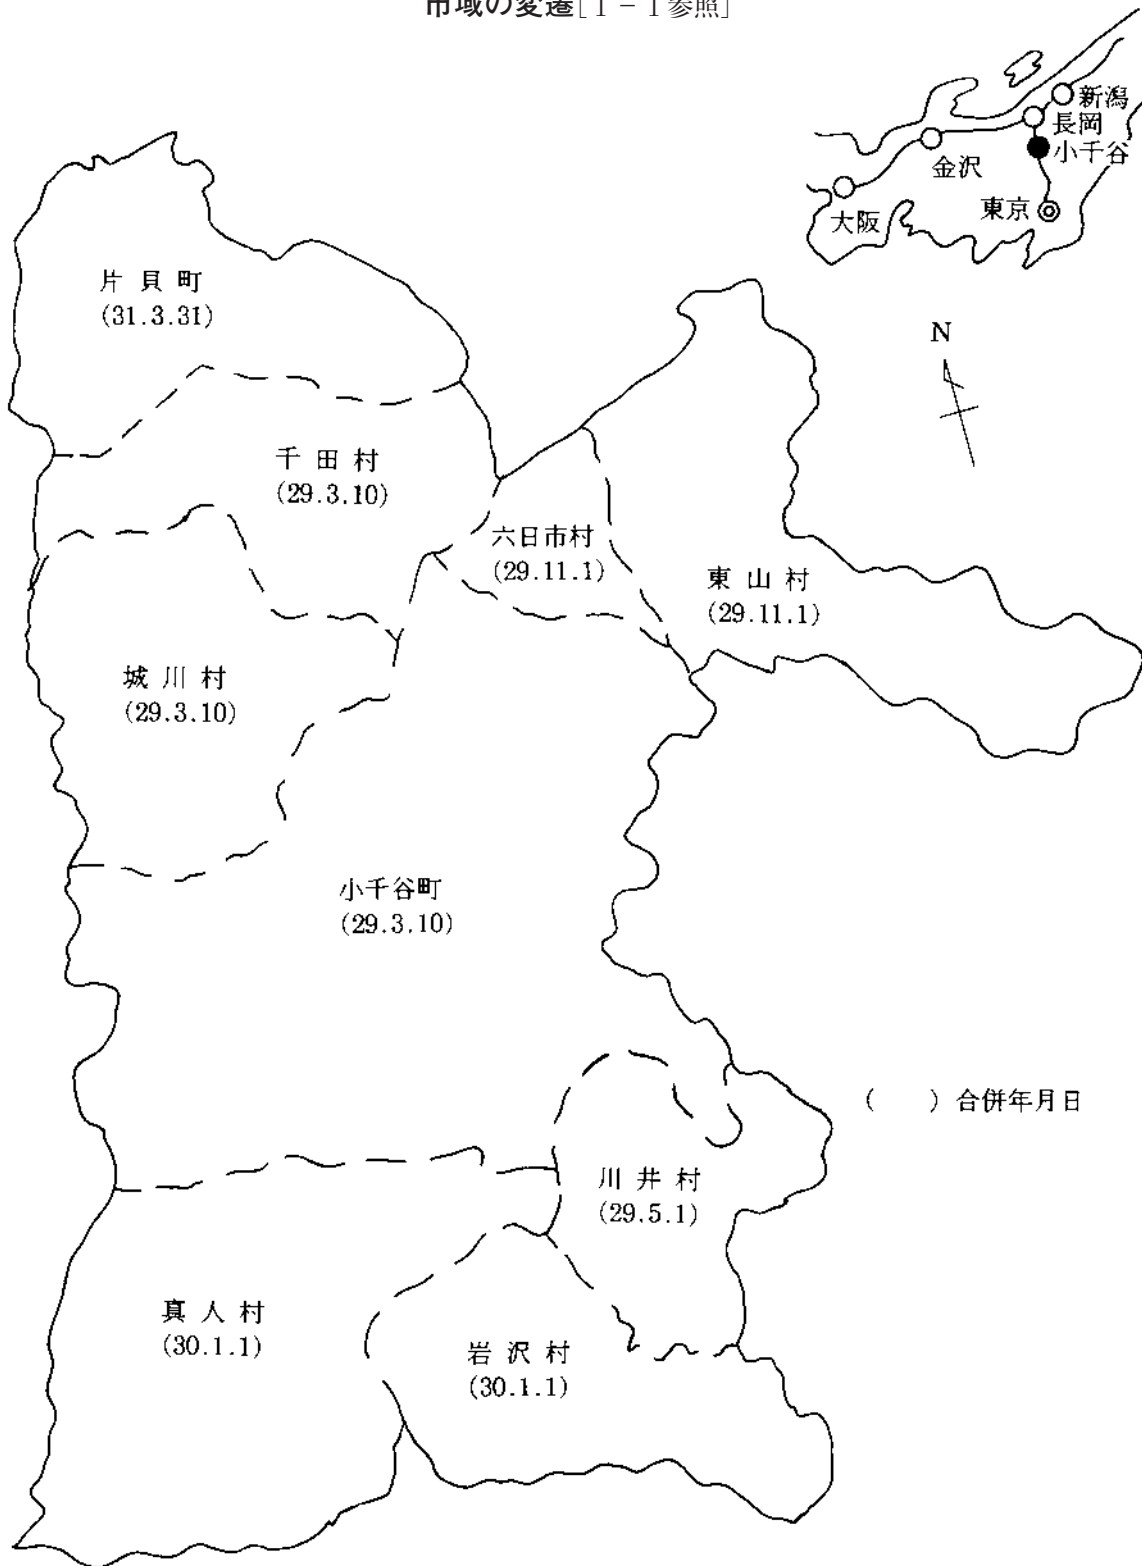 市域の変遷[1-1参照]
新潟
長岡
小千谷
金沢
東京
大阪
N
片貝町
(31.3.31)
千田村
(29.3.10)
六日市村
(29.11.1)
東山村
(29.11.1)
城川村
(29.3.10)
小千谷町
(29.3.10)
( )合併年月日
川井村
(29.5.1)
真人村
(30.1.1)
岩沢村
(30.1.1)